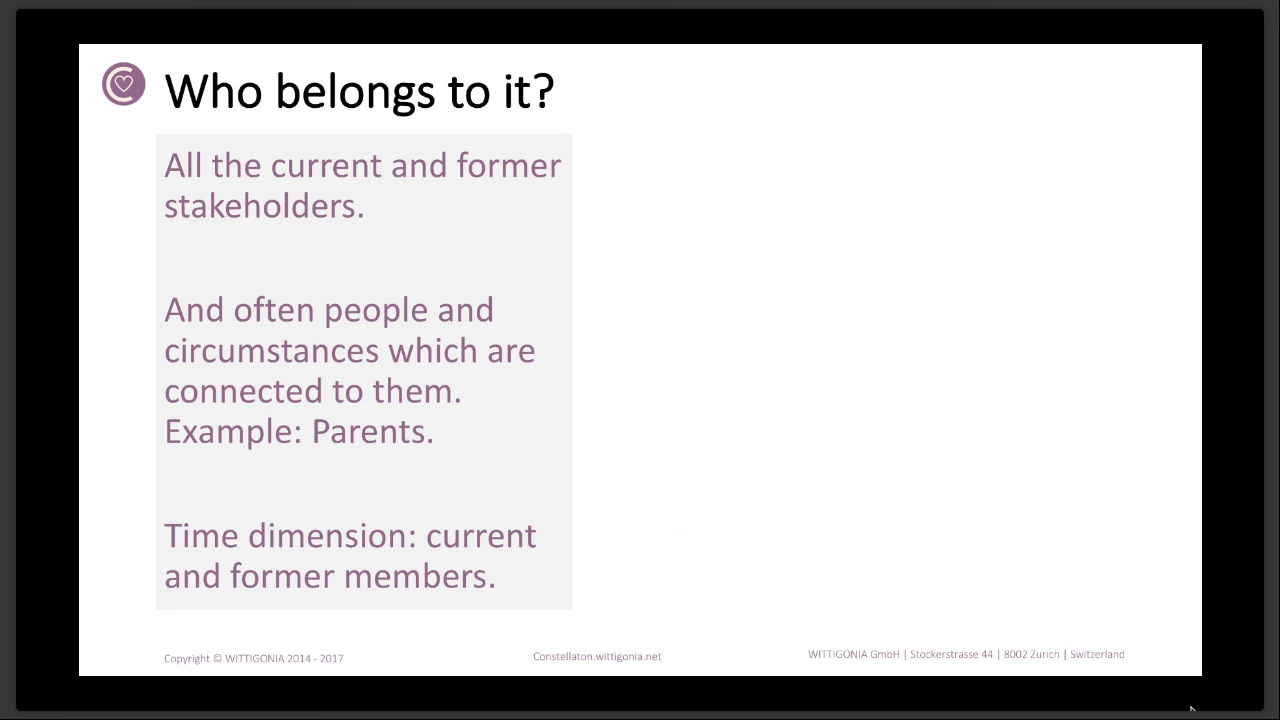 Who belongs to it?
All the current and former
stakeholders.
And often people and
circumstances which are
connected to them.
Example: Parents.
Time dimension: current
and former members.
Copyright © WITTIGONIA 2014 - 2017
Constellaton.wittigonia.net
WITTIGONIA GmbH | Stockerstrasse 44 | 8002 Zurich | Switzerland